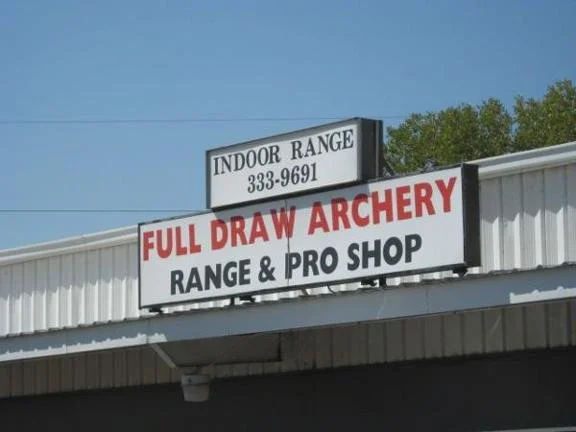 INDOOR RANGE
333-9691
FULL DRAW ARCHERY
RANGE & PRO SHOP